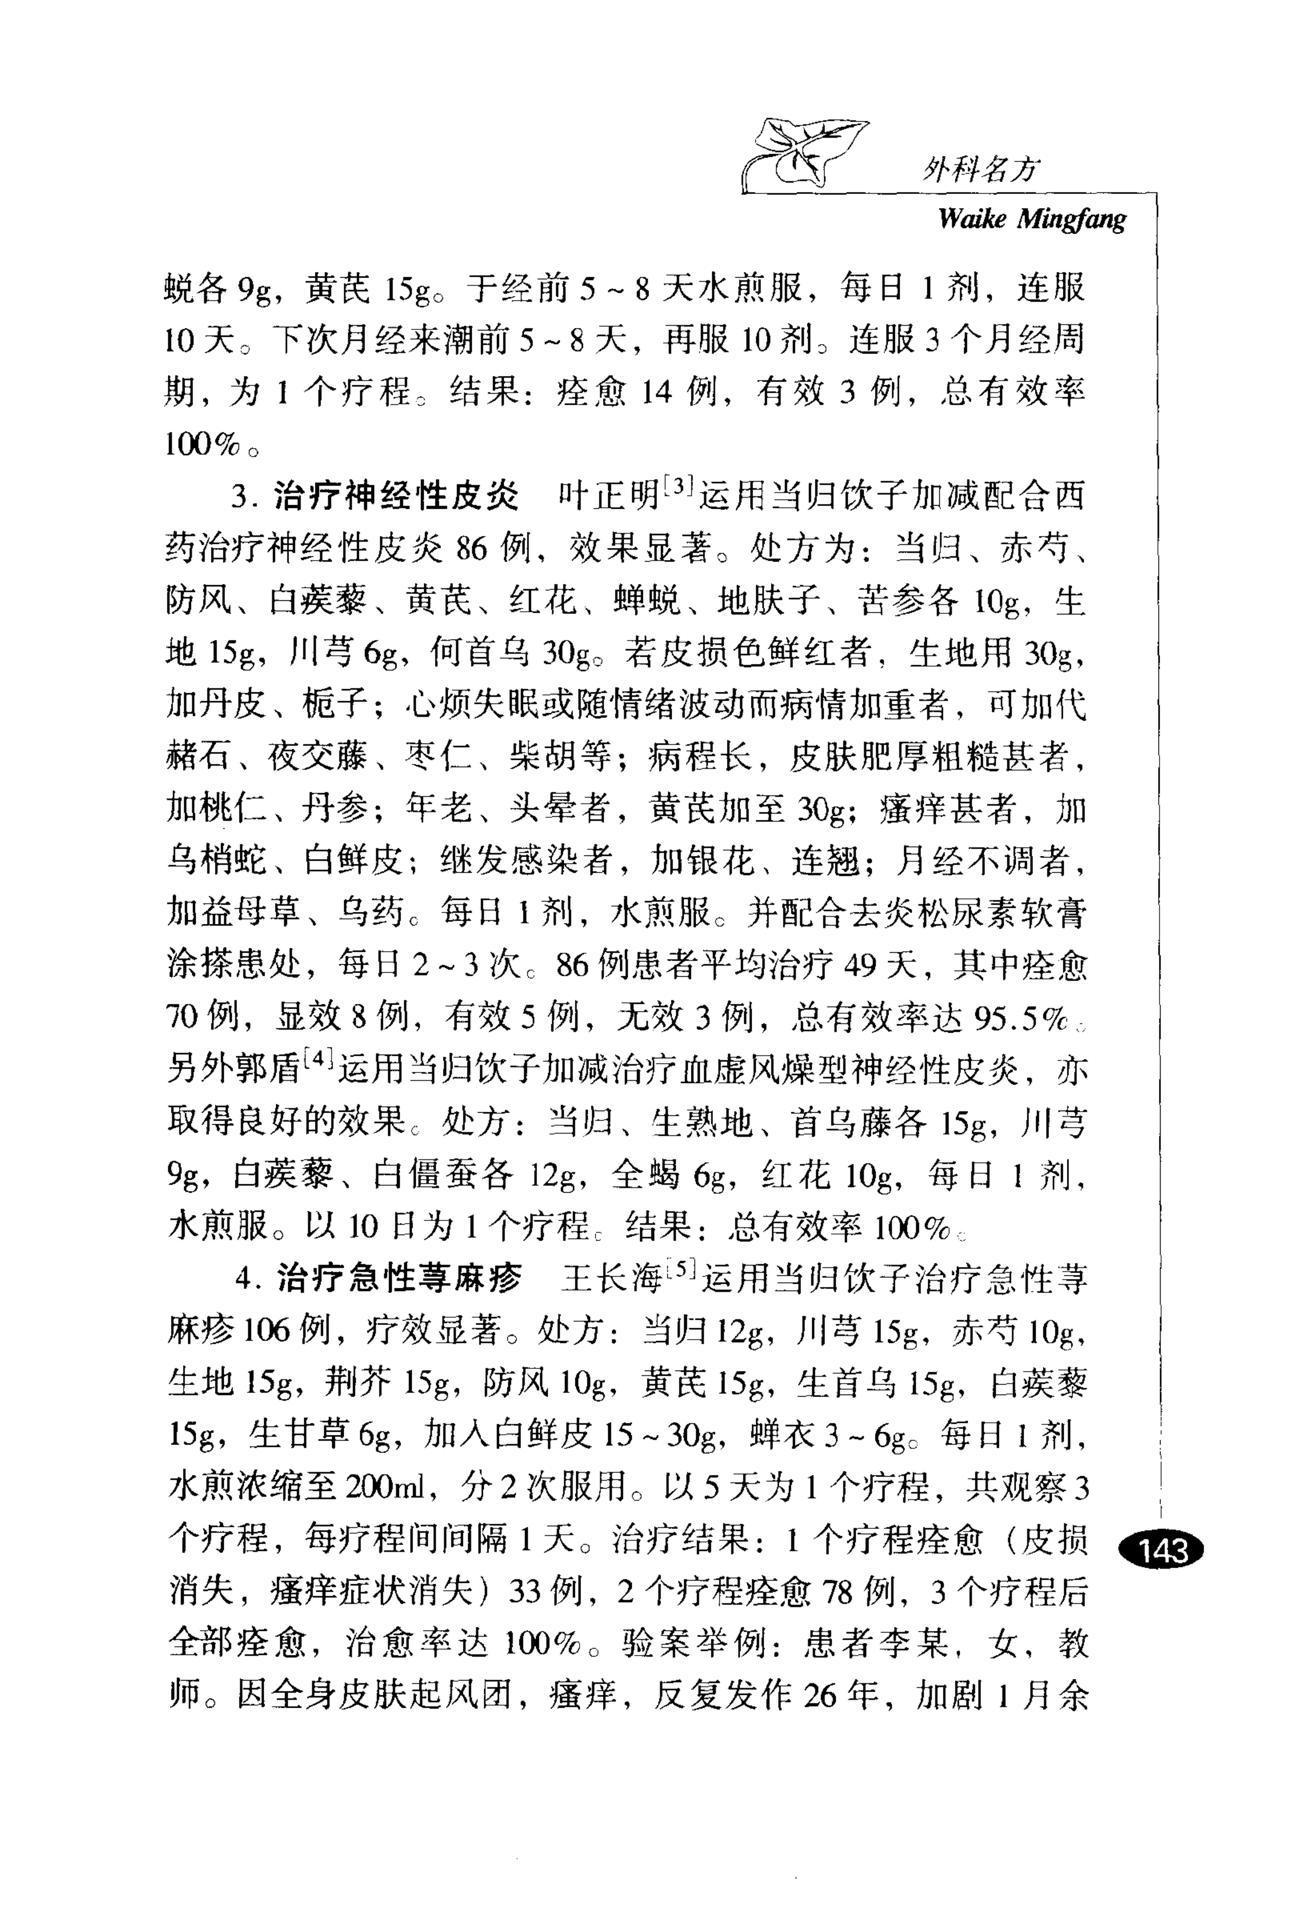 外科名方
Waike Mingfang
蜕各 9g，黄芪 15g。于经前 5～8 天水煎服，每日 1 剂，连服
10 天。下次月经来潮前 5～8 天，再服 10 剂。连服 3 个月经周
期，为 1 个疗程。结果：痊愈 14 例，有效 3 例，总有效率
100%。
3. 治疗神经性皮炎　叶正明[3]运用当归饮子加减配合西
药治疗神经性皮炎 86 例，效果显著。处方为：当归、赤芍、
防风、白蒺藜、黄芪、红花、蝉蜕、地肤子、苦参各 10g，生
地 15g，川芎 6g，何首乌 30g。若皮损色鲜红者，生地用 30g，
加丹皮、栀子；心烦失眠或随情绪波动而病情加重者，可加代
赭石、夜交藤、枣仁、柴胡等；病程长，皮肤肥厚粗糙甚者，
加桃仁、丹参；年老、头晕者，黄芪加至 30g；瘙痒甚者，加
乌梢蛇、白鲜皮；继发感染者，加银花、连翘；月经不调者，
加益母草、乌药。每日 1 剂，水煎服。并配合去炎松尿素软膏
涂搽患处，每日 2～3 次。86 例患者平均治疗 49 天，其中痊愈
70 例，显效 8 例，有效 5 例，无效 3 例，总有效率达 95.5%。
另外郭盾[4]运用当归饮子加减治疗血虚风燥型神经性皮炎，亦
取得良好的效果。处方：当归、生熟地、首乌藤各 15g，川芎
9g，白蒺藜、白僵蚕各 12g，全蝎 6g，红花 10g，每日 1 剂，
水煎服。以 10 日为 1 个疗程。结果：总有效率 100%。
4. 治疗急性荨麻疹　王长海[5]运用当归饮子治疗急性荨
麻疹 106 例，疗效显著。处方：当归 12g，川芎 15g，赤芍 10g，
生地 15g，荆芥 15g，防风 10g，黄芪 15g，生首乌 15g，白蒺藜
15g，生甘草 6g，加入白鲜皮 15～30g，蝉衣 3～6g。每日 1 剂，
水煎浓缩至 200ml，分 2 次服用。以 5 天为 1 个疗程，共观察 3
个疗程，每疗程间间隔 1 天。治疗结果：1 个疗程痊愈（皮损
消失，瘙痒症状消失）33 例，2 个疗程痊愈 78 例，3 个疗程后
全部痊愈，治愈率达 100%。验案举例：患者李某，女，教
师。因全身皮肤起风团，瘙痒，反复发作 26 年，加剧 1 月余
143